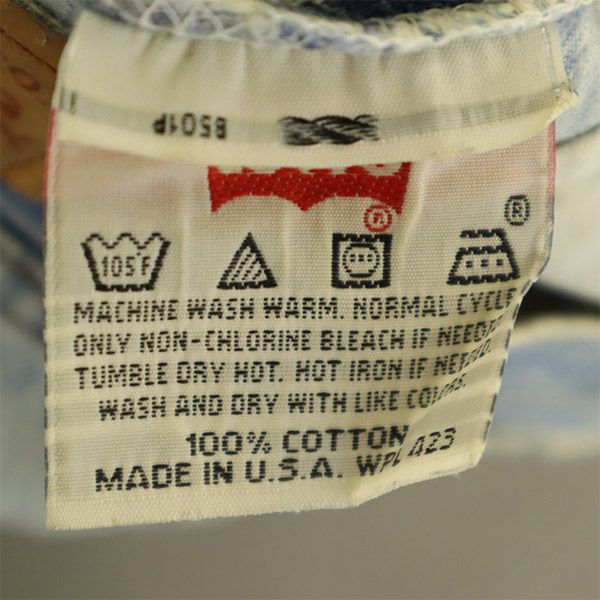 8501P
®
105°F
MACHINE WASH WARM. NORMAL CYCLE
ONLY NON-CHLORINE BLEACH IF NEEDED.
TUMBLE DRY HOT. HOT IRON IF NEEDED.
WASH AND DRY WITH LIKE COLORS.
100% COTTON
MADE IN U.S.A. WPL 423